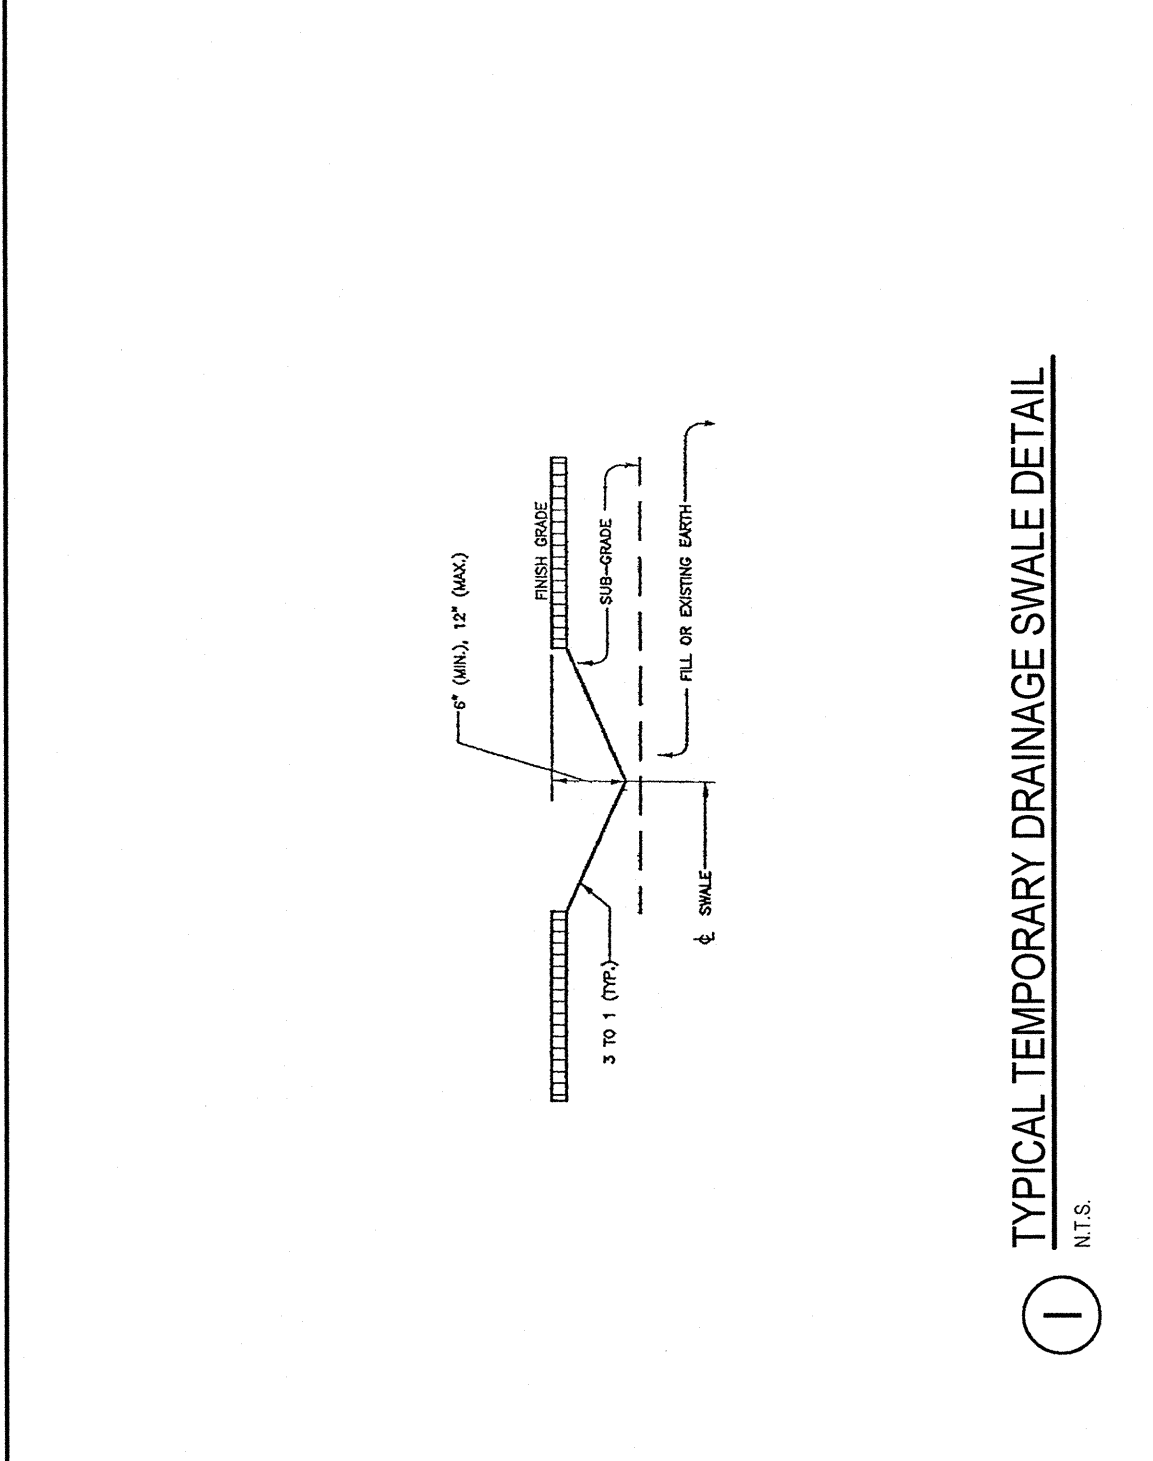 6" (MIN.), 12" (MAX.)
FINISH GRADE
SUB-GRADE
3 TO 1 (TYP.)
FILL OR EXISTING EARTH
℄ SWALE
1 TYPICAL TEMPORARY DRAINAGE SWALE DETAIL
N.T.S.